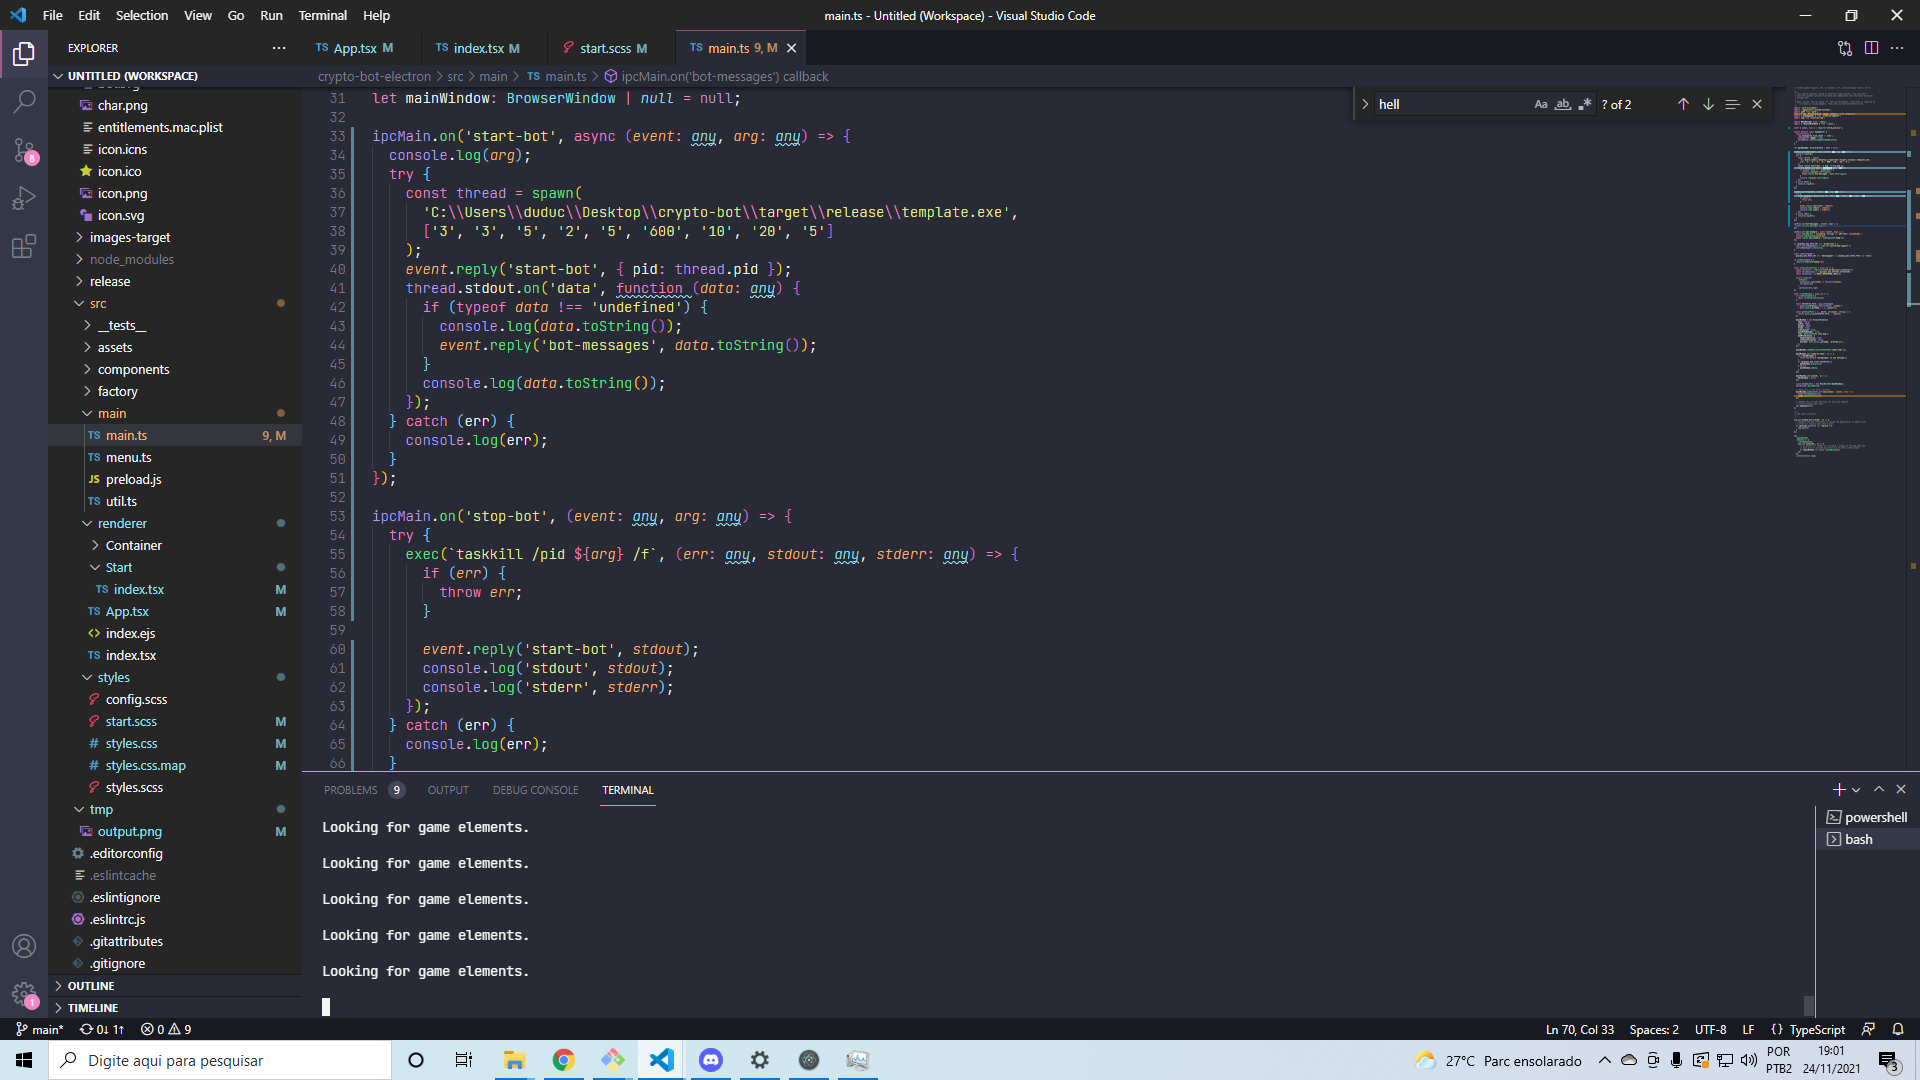 File Edit Selection View Go Run Terminal Help
main.ts - Untitled (Workspace) - Visual Studio Code
EXPLORER
UNTITLED (WORKSPACE)
char.png
entitlements.mac.plist
icon.icns
icon.ico
icon.png
icon.svg
images-target
node_modules
release
src
__tests__
assets
components
factory
main
TS main.ts 9, M
TS menu.ts
JS preload.js
TS util.ts
renderer
Container
Start
TS index.tsx M
TS App.tsx M
index.ejs
TS index.tsx
styles
config.scss
start.scss M
# styles.css M
# styles.css.map M
styles.scss
tmp
output.png M
.editorconfig
.eslintcache
.eslintignore
.eslintrc.js
.gitattributes
.gitignore
OUTLINE
TIMELINE
8
1
TS App.tsx M
TS index.tsx M
start.scss M
TS main.ts 9, M
crypto-bot-electron > src > main > TS main.ts > ipcMain.on('bot-messages') callback
hell
Aa ab
? of 2
31 let mainWindow: BrowserWindow | null = null;
32
33 ipcMain.on('start-bot', async (event: any, arg: any) => {
34 console.log(arg);
35 try {
36 const thread = spawn(
37 'C:\\Users\\duduc\\Desktop\\crypto-bot\\target\\release\\template.exe',
38 ['3', '3', '5', '2', '5', '600', '10', '20', '5']
39 );
40 event.reply('start-bot', { pid: thread.pid });
41 thread.stdout.on('data', function (data: any) {
42 if (typeof data !== 'undefined') {
43 console.log(data.toString());
44 event.reply('bot-messages', data.toString());
45 }
46 console.log(data.toString());
47 });
48 } catch (err) {
49 console.log(err);
50 }
51 });
52
53 ipcMain.on('stop-bot', (event: any, arg: any) => {
54 try {
55 exec(`taskkill /pid ${arg} /f`, (err: any, stdout: any, stderr: any) => {
56 if (err) {
57 throw err;
58 }
59
60 event.reply('start-bot', stdout);
61 console.log('stdout', stdout);
62 console.log('stderr', stderr);
63 });
64 } catch (err) {
65 console.log(err);
66 }
PROBLEMS 9 OUTPUT DEBUG CONSOLE TERMINAL
Looking for game elements.
Looking for game elements.
Looking for game elements.
Looking for game elements.
Looking for game elements.
powershell
bash
main* 0↓ 1↑ 0 9
Ln 70, Col 33 Spaces: 2 UTF-8 LF {} TypeScript
Digite aqui para pesquisar
27°C Parc ensolarado
POR
PTB2
19:01
24/11/2021
3